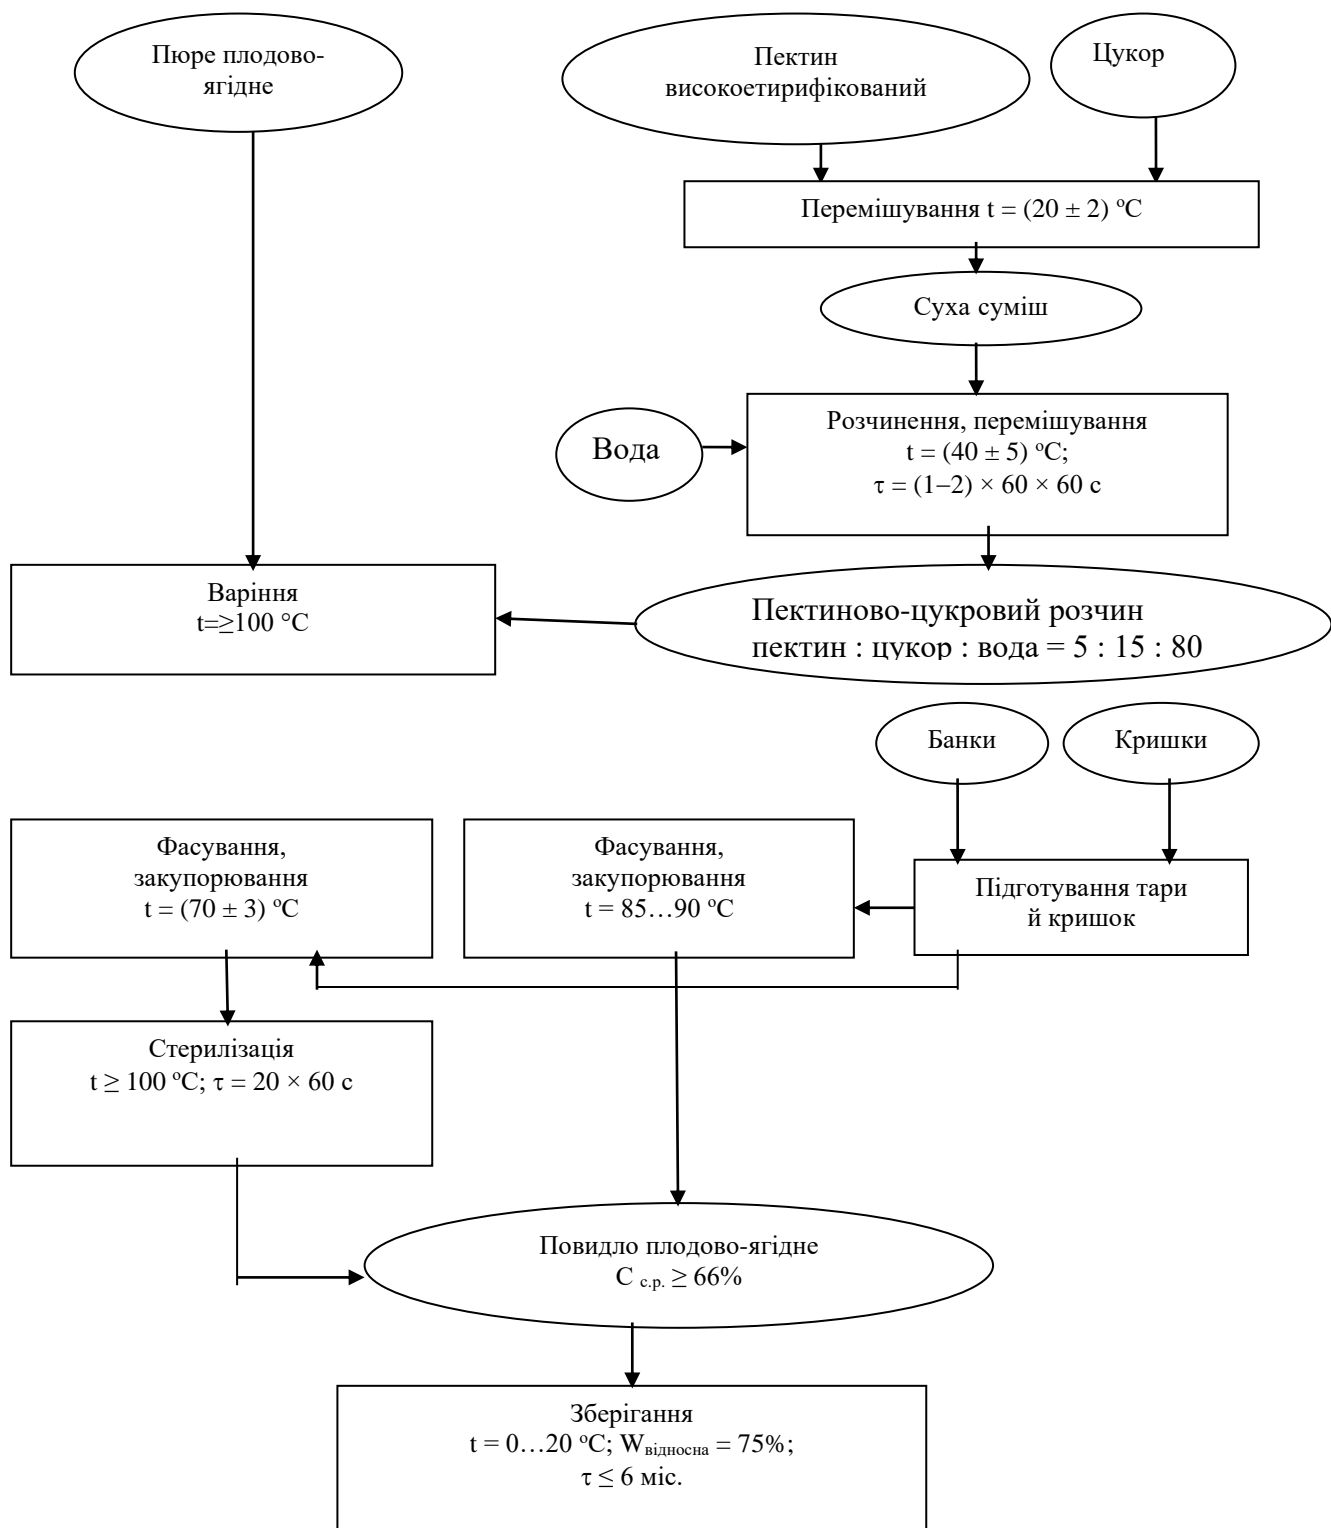 Пюре плодово-
ягідне
Пектин
високоетирифікований
Цукор
Перемішування t = (20 ± 2) ºС
Суха суміш
Вода
Розчинення, перемішування
t = (40 ± 5) ºС;
τ = (1–2) × 60 × 60 с
Варіння
t=≥100 °С
Пектиново-цукровий розчин
пектин : цукор : вода = 5 : 15 : 80
Банки
Кришки
Фасування,
закупорювання
t = (70 ± 3) ºС
Фасування,
закупорювання
t = 85…90 ºС
Підготування тари
й кришок
Стерилізація
t ≥ 100 ºС; τ = 20 × 60 с
Повидло плодово-ягідне
С с.р. ≥ 66%
Зберігання
t = 0…20 ºС; Wвідносна = 75%;
τ ≤ 6 міс.